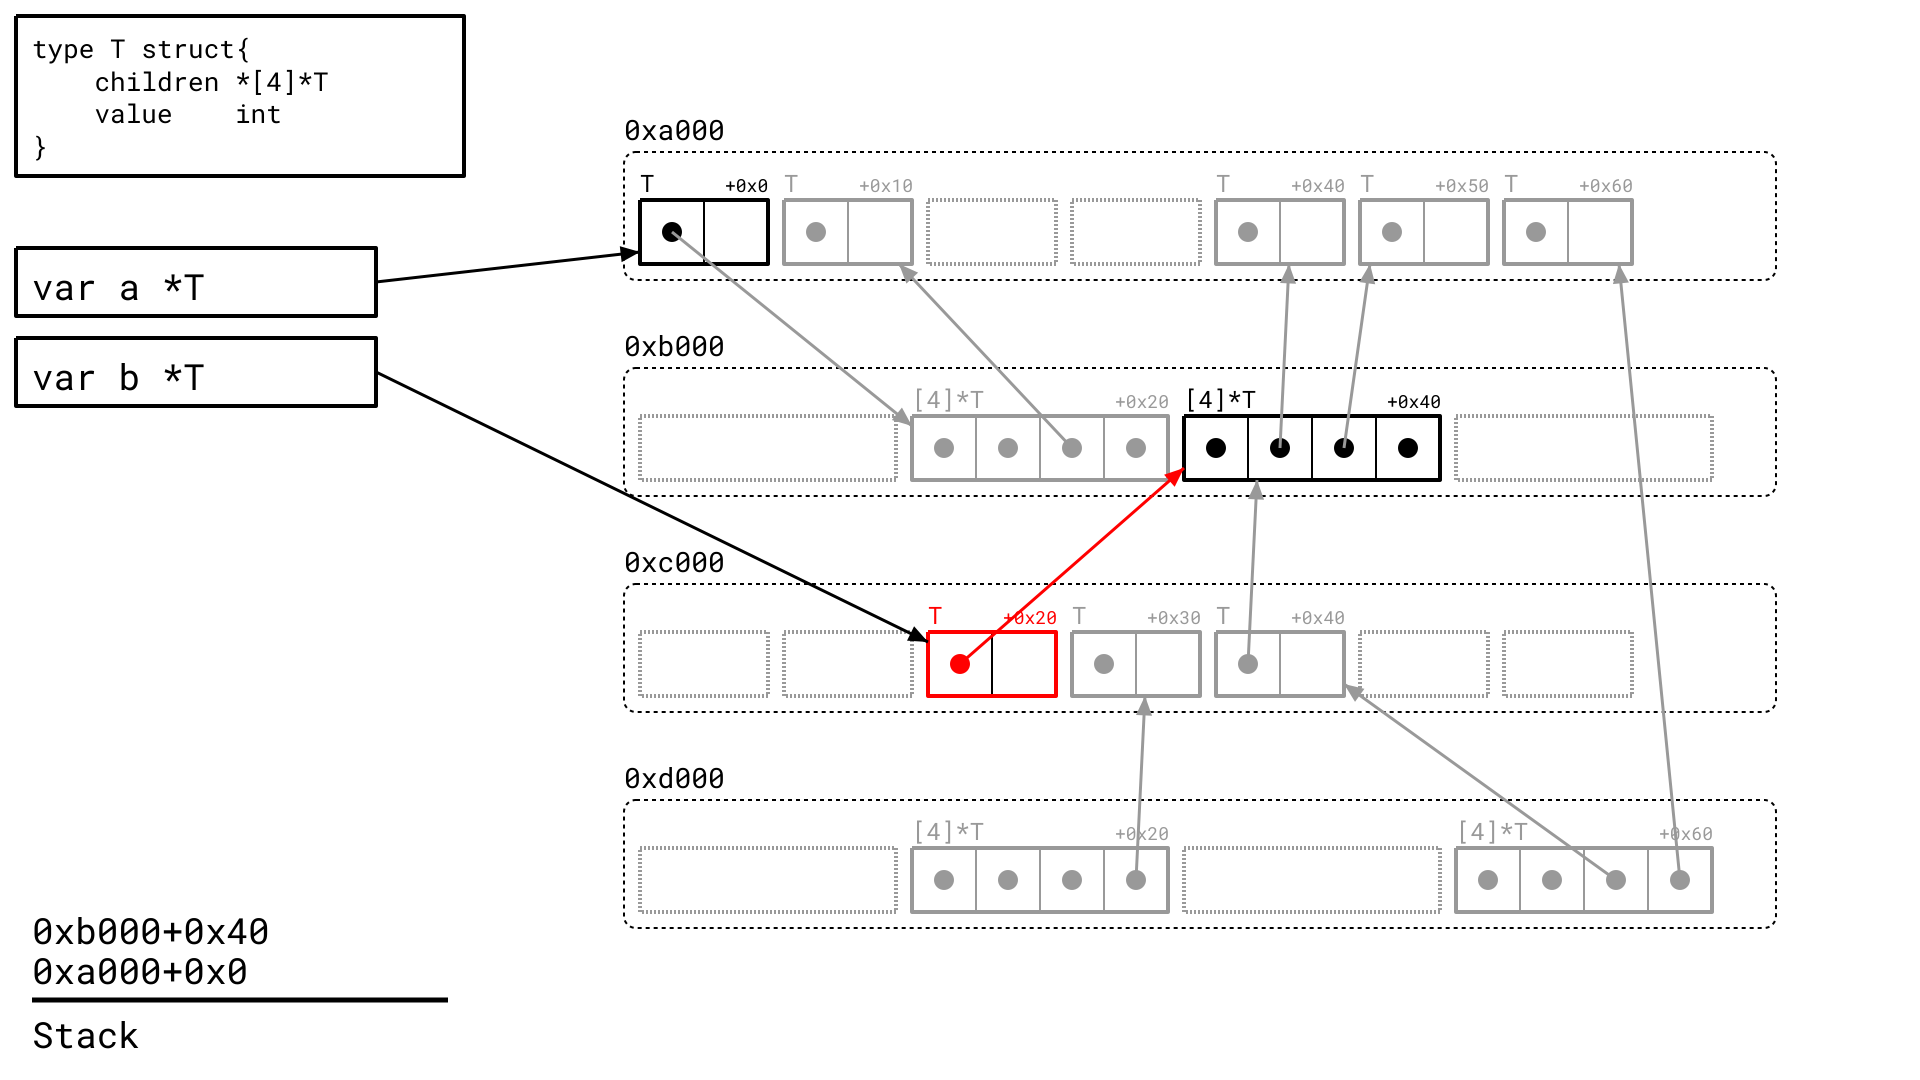 type T struct{
    children *[4]*T
    value    int
}
var a *T
var b *T
0xa000
T +0x0 T +0x10 T +0x40 T +0x50 T +0x60
0xb000
[4]*T +0x20 [4]*T +0x40
0xc000
T +0x20 T +0x30 T +0x40
0xd000
[4]*T +0x20 [4]*T +0x60
0xb000+0x40
0xa000+0x0
Stack